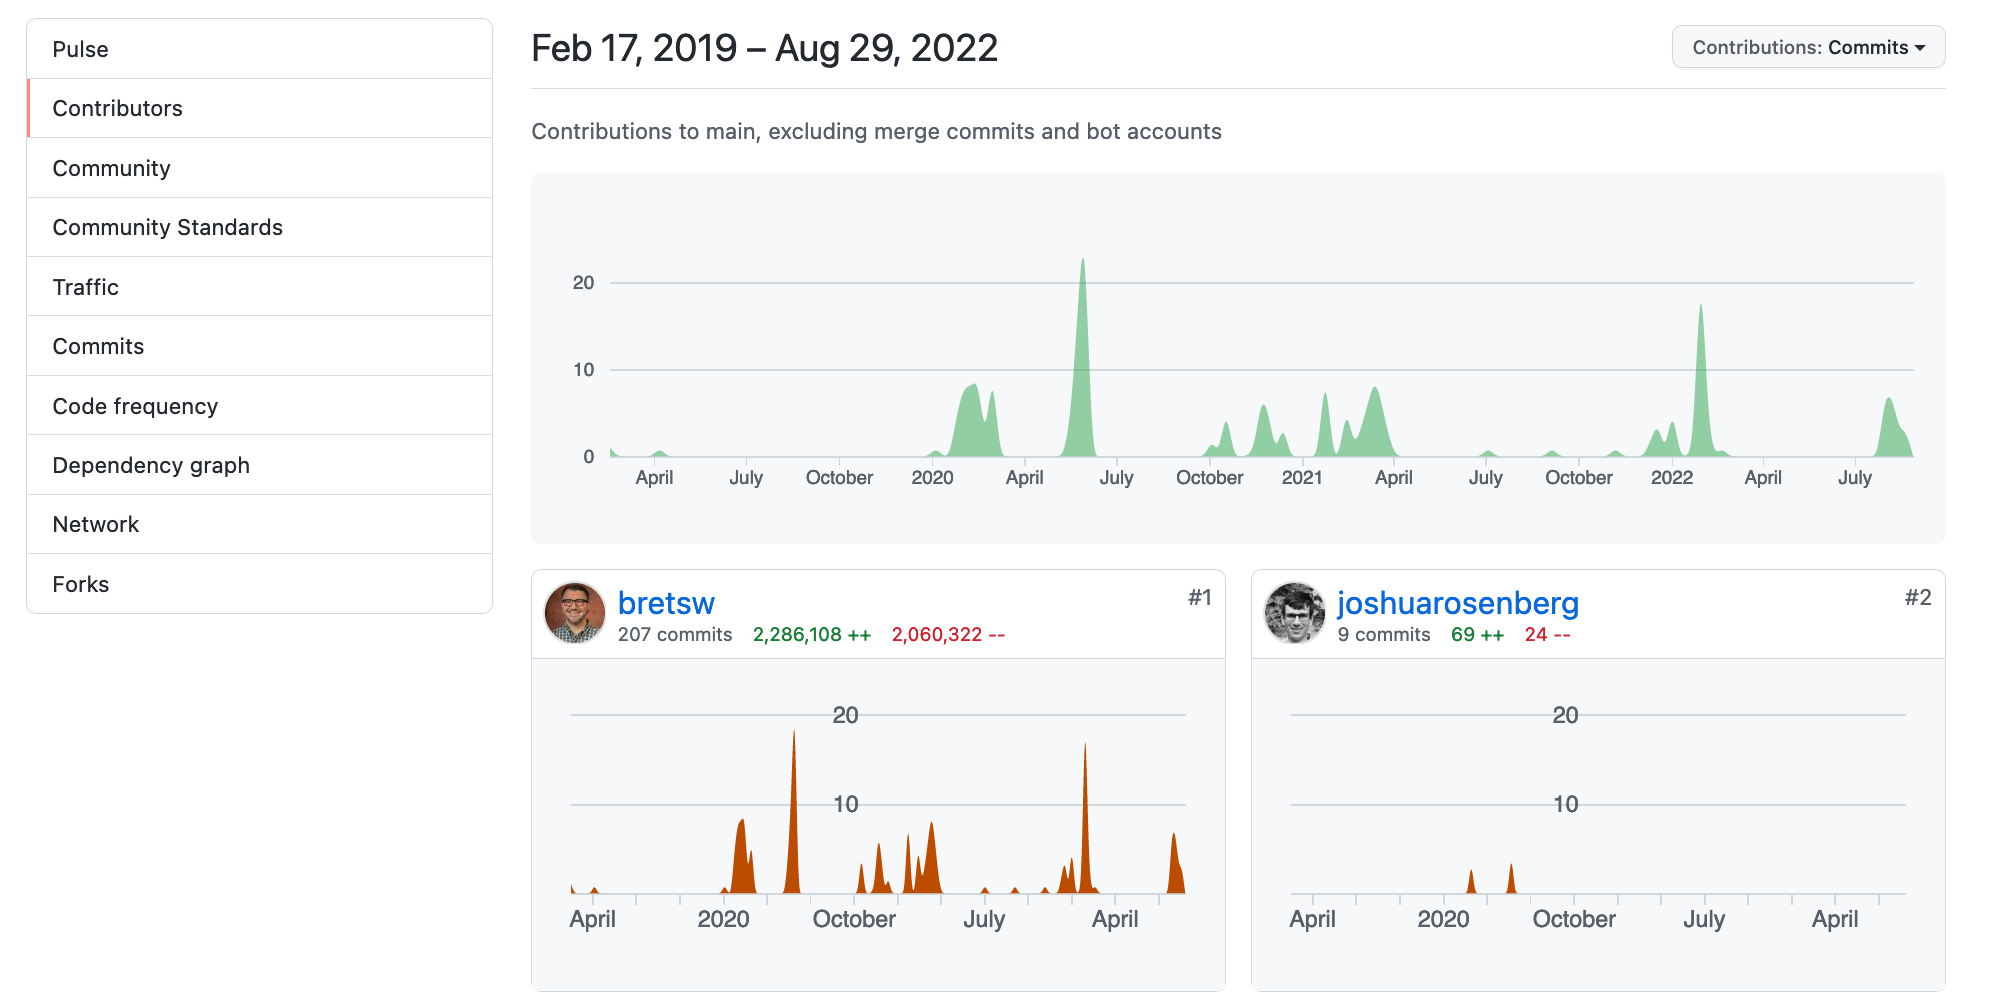 Pulse
Contributors
Community
Community Standards
Traffic
Commits
Code frequency
Dependency graph
Network
Forks
Feb 17, 2019 – Aug 29, 2022
Contributions: Commits
Contributions to main, excluding merge commits and bot accounts
20
10
0
April July October 2020 April July October 2021 April July October 2022 April July
bretsw
#1
207 commits 2,286,108 ++ 2,060,322 --
20
10
April 2020 October July April
joshuarosenberg
#2
9 commits 69 ++ 24 --
20
10
April 2020 October July April